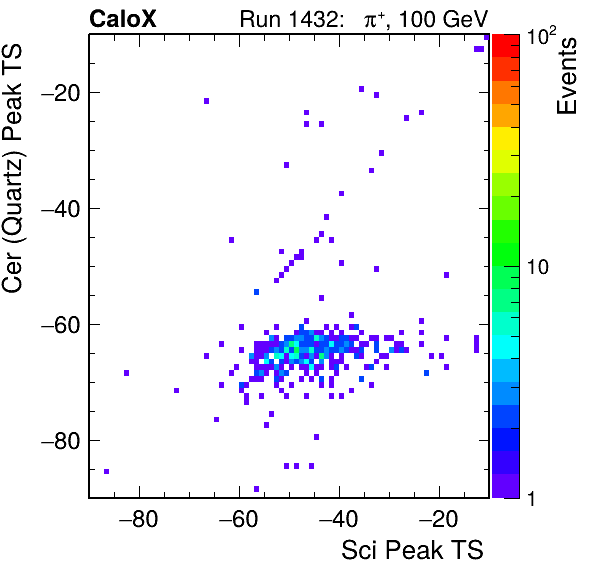 CaloX Run 1432: π⁺, 100 GeV
Cer (Quartz) Peak TS
−20
−40
−60
−80
−80 −60 −40 −20
Sci Peak TS
10²
10
1
Events